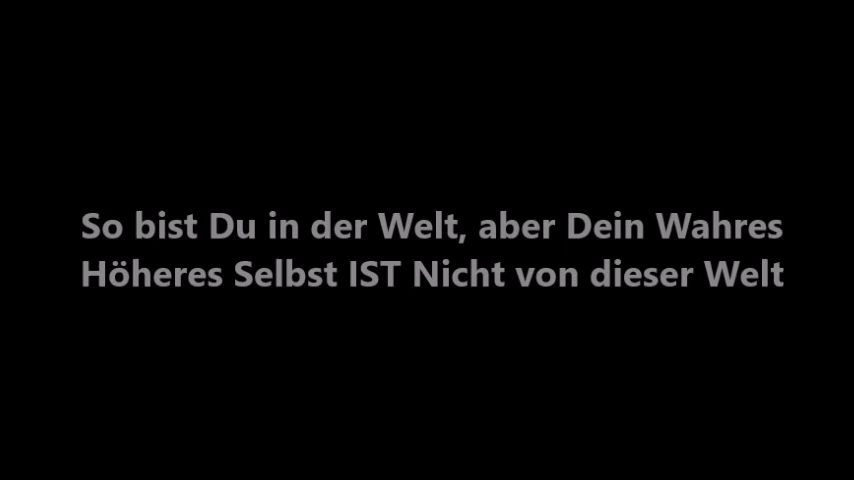 So bist Du in der Welt, aber Dein Wahres
Höheres Selbst IST Nicht von dieser Welt